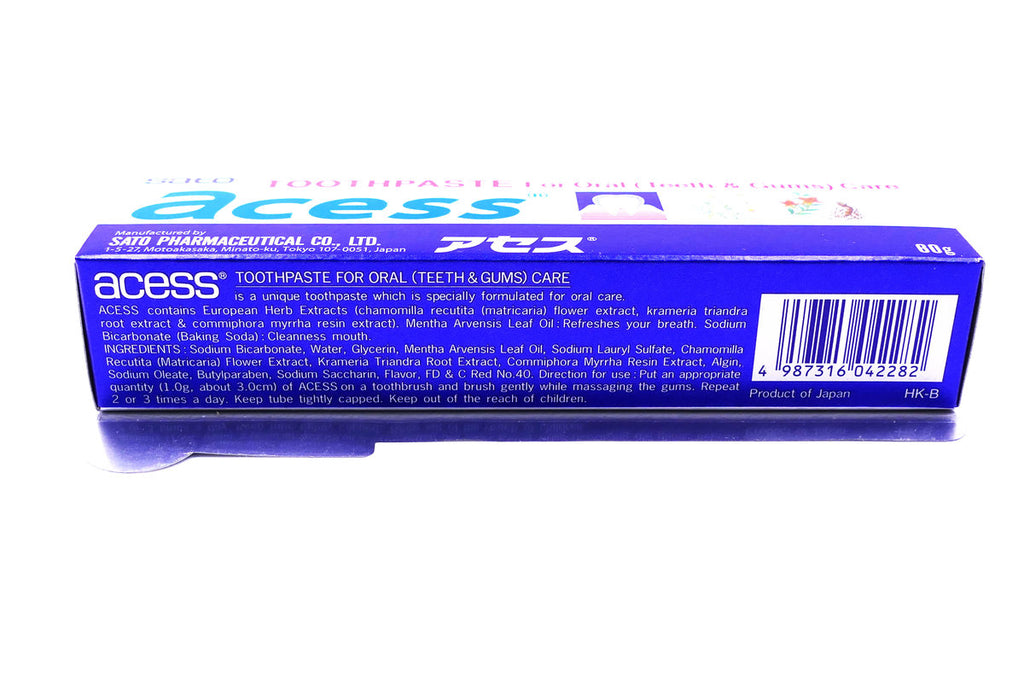 sato TOOTHPASTE For Oral (Teeth & Gums) Care
acess
Manufactured by
SATO PHARMACEUTICAL CO., LTD.
1-5-27, Motoakasaka, Minato-ku, Tokyo 107-0051, Japan
アセス®
60g
acess® TOOTHPASTE FOR ORAL (TEETH & GUMS) CARE
is a unique toothpaste which is specially formulated for oral care.
ACESS contains European Herb Extracts (chamomilla recutita (matricaria) flower extract, krameria triandra
root extract & commiphora myrrha resin extract). Mentha Arvensis Leaf Oil : Refreshes your breath. Sodium
Bicarbonate (Baking Soda) : Cleanness mouth.
INGREDIENTS : Sodium Bicarbonate, Water, Glycerin, Mentha Arvensis Leaf Oil, Sodium Lauryl Sulfate, Chamomilla
Recutita (Matricaria) Flower Extract, Krameria Triandra Root Extract, Commiphora Myrrha Resin Extract, Algin,
Sodium Oleate, Butylparaben, Sodium Saccharin, Flavor, FD & C Red No.40. Direction for use : Put an appropriate
quantity (1.0g, about 3.0cm) of ACESS on a toothbrush and brush gently while massaging the gums. Repeat
2 or 3 times a day. Keep tube tightly capped. Keep out of the reach of children.
4 987316 042282
Product of Japan HK-B